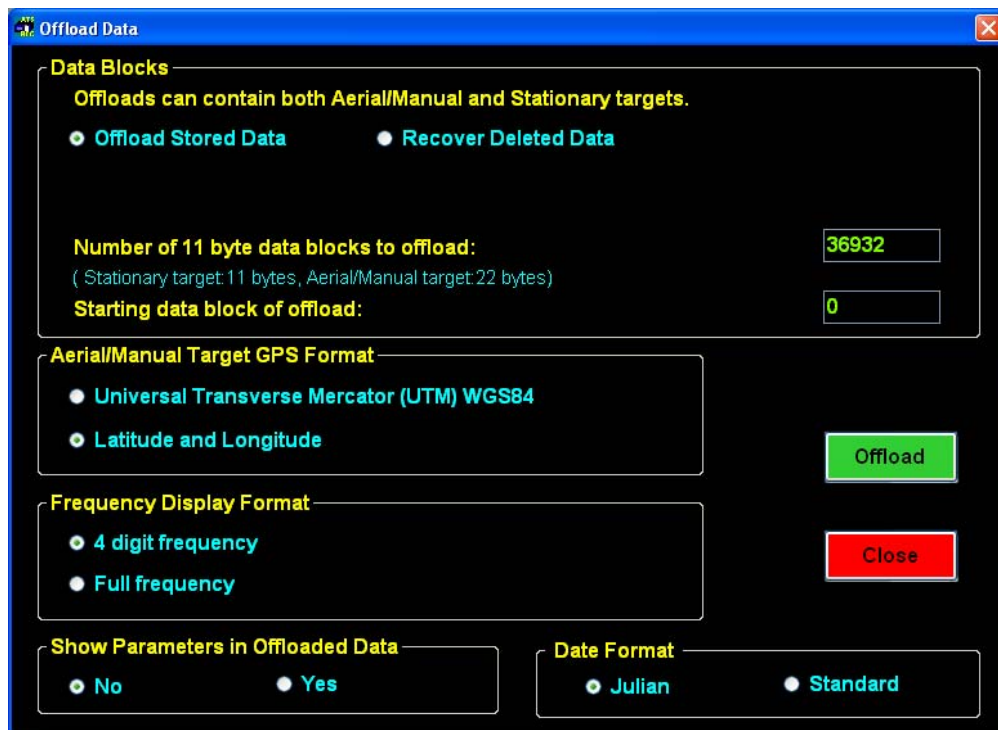 ATS
REC
Offload Data
Data Blocks
Offloads can contain both Aerial/Manual and Stationary targets.
Offload Stored Data Recover Deleted Data
Number of 11 byte data blocks to offload: 36932
( Stationary target:11 bytes, Aerial/Manual target:22 bytes)
Starting data block of offload: 0
Aerial/Manual Target GPS Format
Universal Transverse Mercator (UTM) WGS84
Latitude and Longitude
Offload
Frequency Display Format
4 digit frequency
Close
Full frequency
Show Parameters in Offloaded Data
No Yes
Date Format
Julian Standard